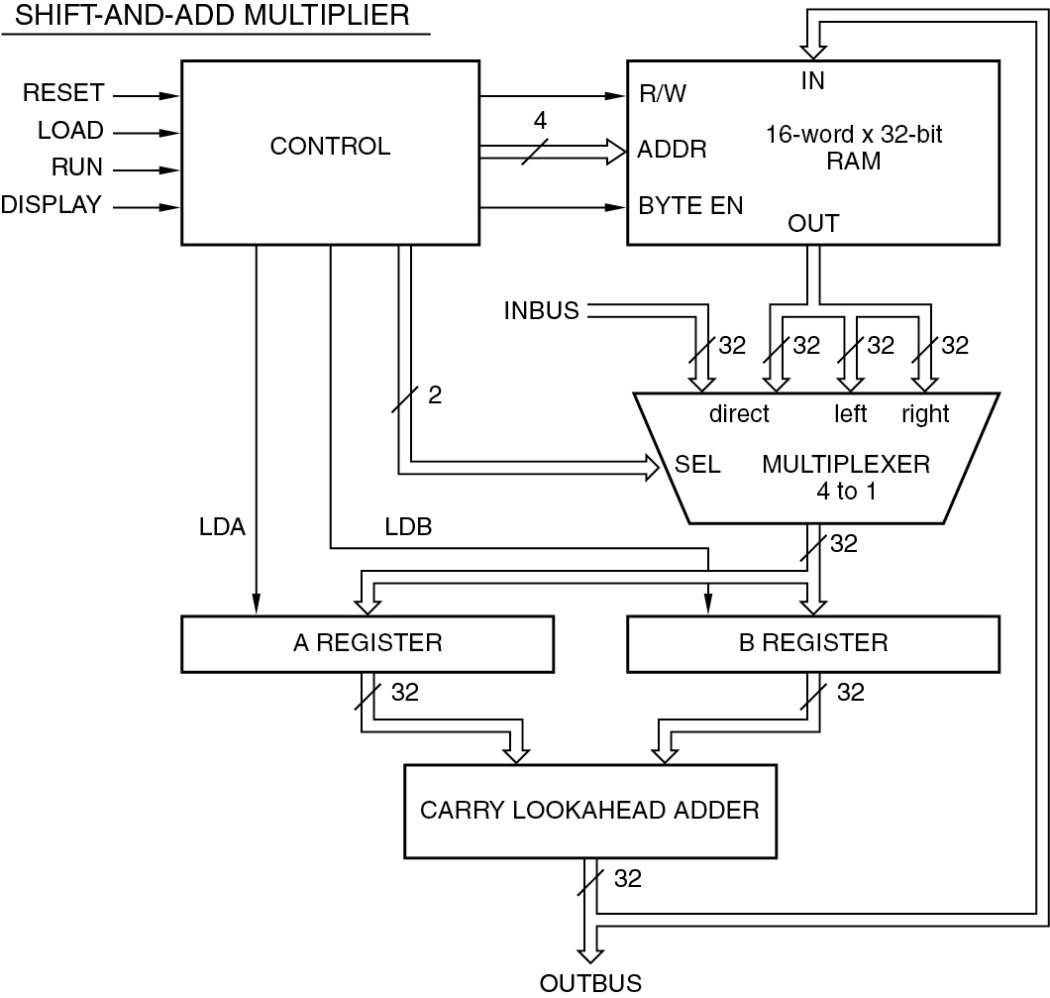 SHIFT-AND-ADD MULTIPLIER
RESET
LOAD
RUN
DISPLAY
CONTROL
4
R/W
ADDR
BYTE EN
IN
16-word x 32-bit
RAM
OUT
INBUS
32
32
32
32
2
direct
left
right
SEL
MULTIPLEXER
4 to 1
LDA
LDB
32
A REGISTER
B REGISTER
32
32
CARRY LOOKAHEAD ADDER
32
OUTBUS